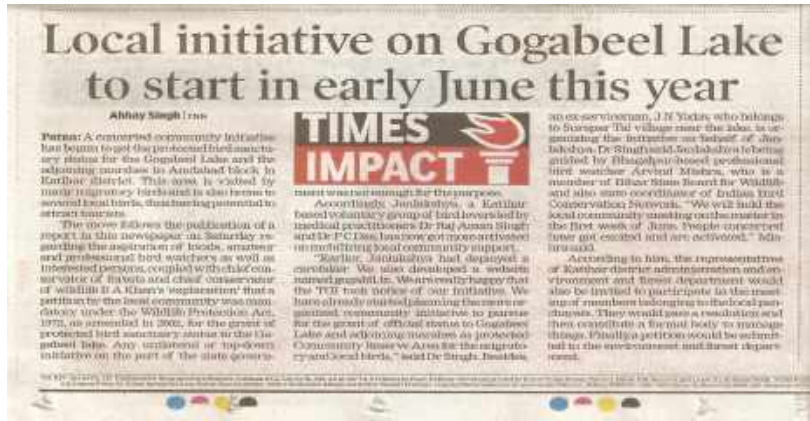 Local initiative on Gogabeel Lake
to start in early June this year
Abhay Singh | TNN
Patna: A concerted community initiative
has begun to get the protected bird sanctu-
ary status for the Gogabeel Lake and the
adjoining marshes in Amdabad block in
Katihar district. This area is visited by
many migratory birds and is also home to
several local birds, thus having potential to
attract tourists.
The move follows the publication of a
report in this newspaper on Saturday re-
garding the aspiration of locals, amateur
and professional bird watchers as well as
interested persons, coupled with chief con-
servator of forests and chief conservator
of wildlife B A Khan's explanation that a
petition by the local community was man-
datory under the Wildlife Protection Act,
1972, as amended in 2002, for the grant of
protected bird sanctuary status to the Go-
gabeel lake. Any unilateral or top-down
initiative on the part of the state govern-
TIMES
IMPACT
ment was not enough for the purpose.
Accordingly, Janlakshya, a Katihar
based voluntary group of bird lovers led by
medical practitioners Dr Raj Aman Singh
and Dr P C Das, has now got more activated
on mobilizing local community support.
"Earlier, Janlakshya had deployed a
caretaker. We also developed a website
named gogabil.in. We are really happy that
the TOI took notice of our initiative. We
have already started planning the more or-
ganized community initiative to pursue
for the grant of official status to Gogabeel
Lake and adjoining marshes as protected
Community Reserve Area for the migrato-
ry and local birds," said Dr Singh. Besides,
an ex-serviceman, J N Yadav, who belongs
to Village near the lake, is or-
ganizing the initiative on behalf of Jan-
lakshya. Dr Singh said Janlakshya is being
guided by Bhagalpur-based professional
bird watcher Arvind Mishra, who is a
member of Bihar State Board for Wildlife
and also state coordinator of Indian Bird
Conservation Network. "We will hold the
local community meeting on the matter in
the first week of June. People concerned
have got excited and are activated," Mis-
hra said.
According to him, the representatives
of Katihar district administration and en-
vironment and forest department would
also be invited to participate in the meet-
ing of members belonging to the local pan-
chayats. They would pass a resolution and
then constitute a formal body to manage
things. Finally, a petition would be submit-
ted to the environment and forest depart-
ment.